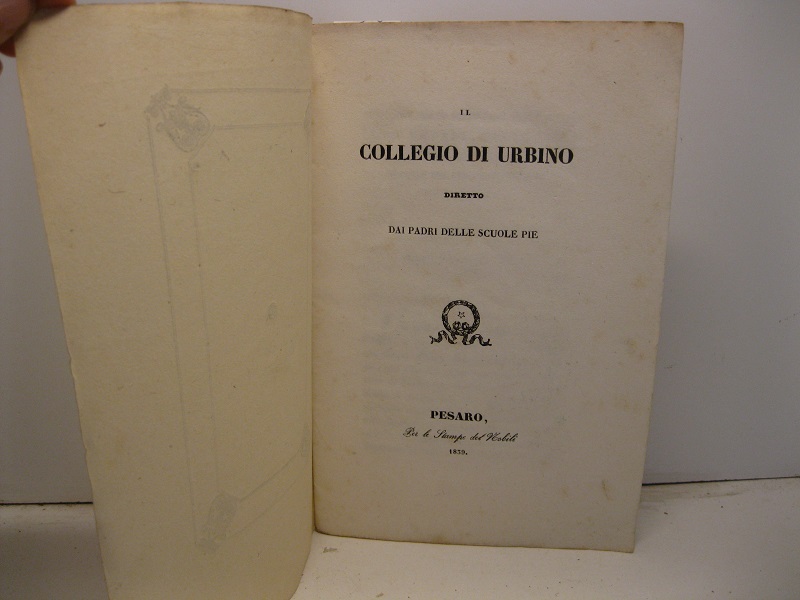 IL
COLLEGIO DI URBINO
DIRETTO
DAI PADRI DELLE SCUOLE PIE
PESARO,
Per le Stampe del Nobili
1839.